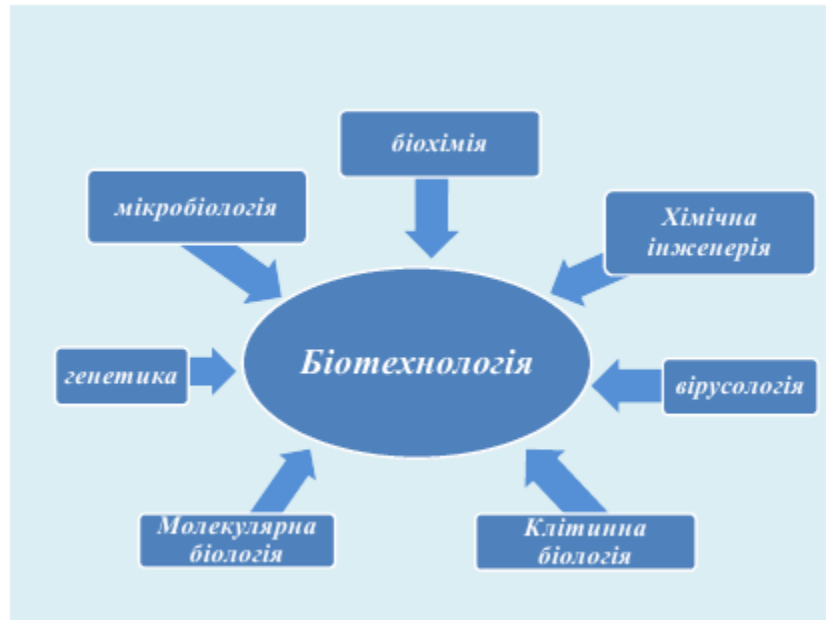 біохімія
мікробіологія
Хімічна
інженерія
Біотехнологія
генетика
вірусологія
Молекулярна
біологія
Клітинна
біологія